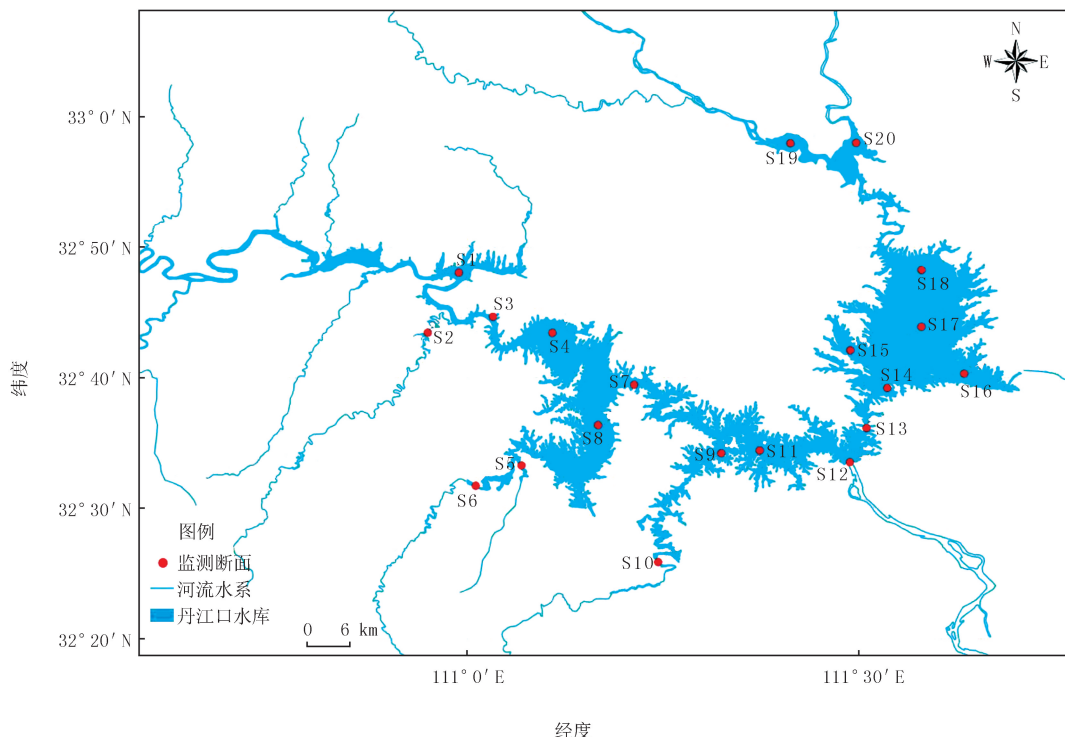 N
W E
S
33° 0′ N
32° 50′ N
32° 40′ N
32° 30′ N
32° 20′ N
纬度
S19
S20
S1
S3
S2
S4
S18
S17
S15
S7
S14
S16
S8
S13
S9
S11
S12
S5
S6
S10
图例
监测断面
河流水系
丹江口水库
0 6 km
111° 0′ E
111° 30′ E
经度